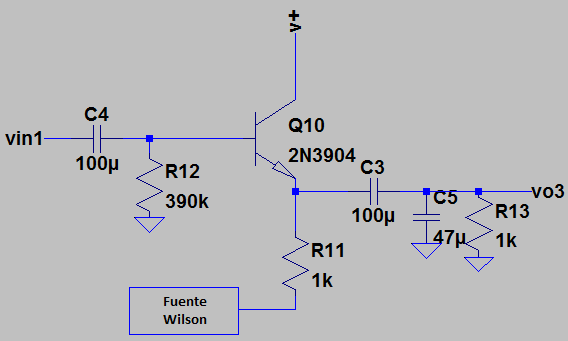 v+
C4
vin1
100µ
Q10
2N3904
R12
390k
C3
100µ
C5
47µ
vo3
R13
1k
R11
1k
Fuente
Wilson